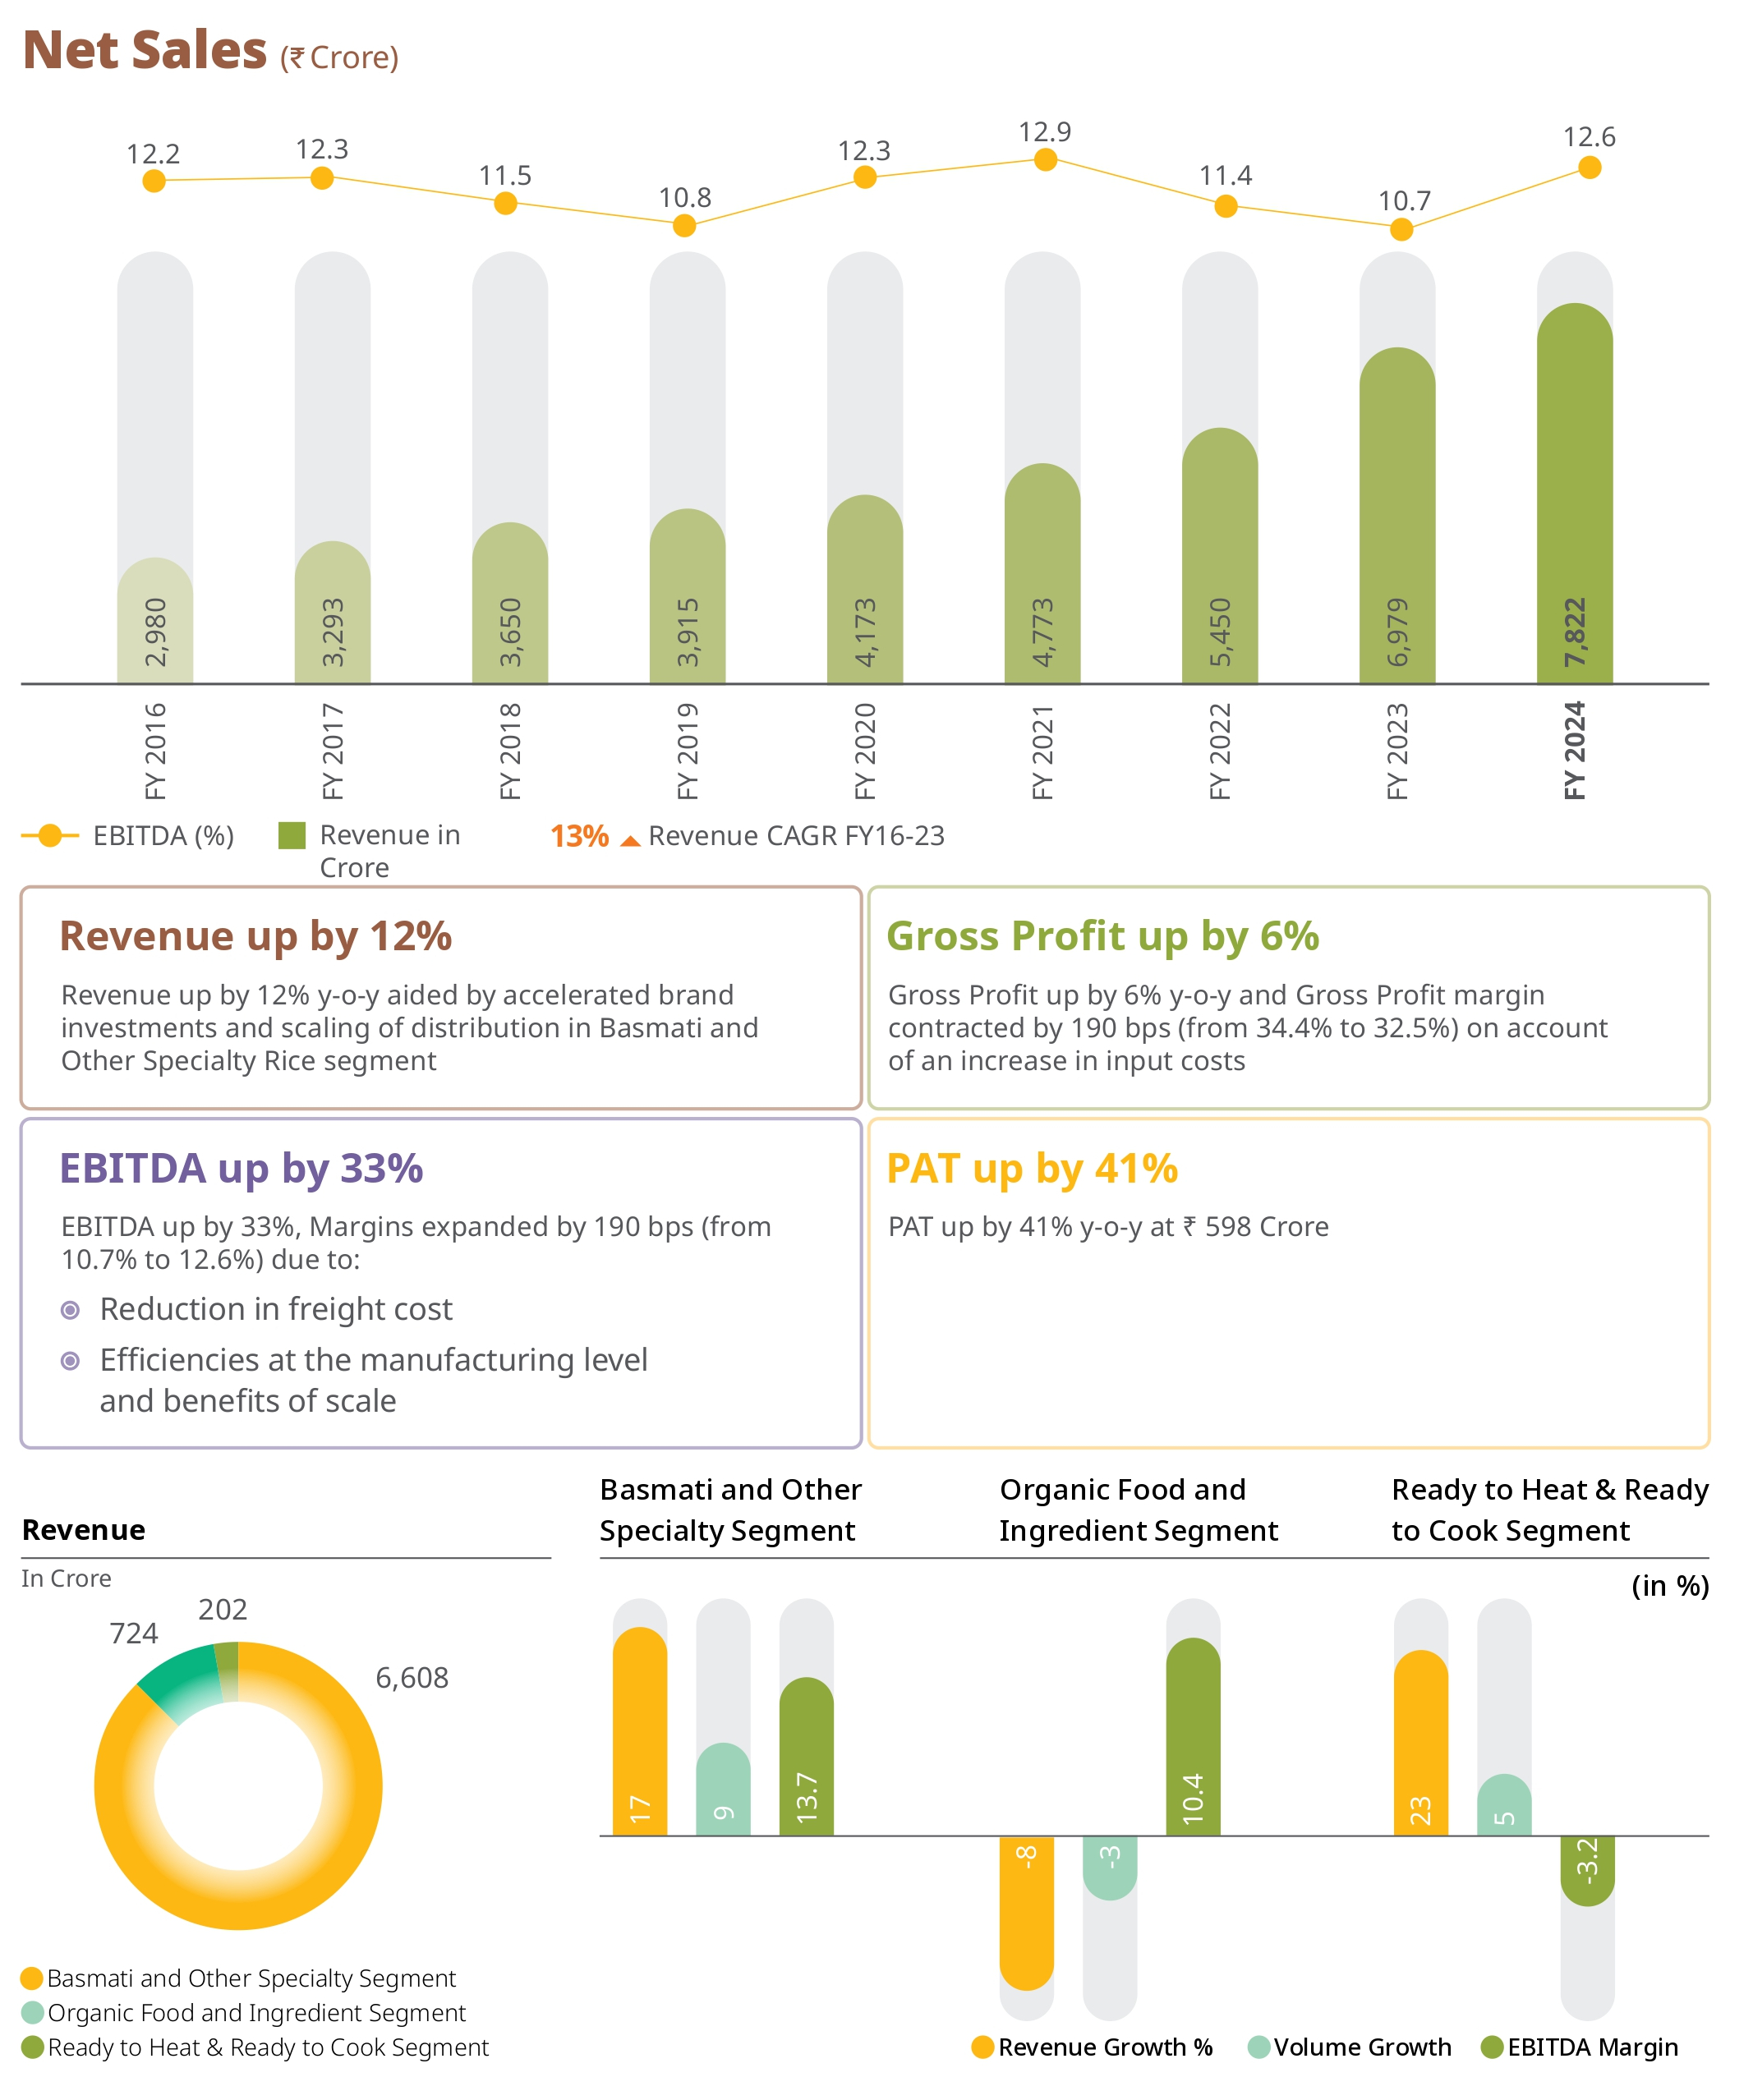 Net Sales (₹ Crore)
12.2
12.3
11.5
10.8
12.3
12.9
11.4
10.7
12.6
2,980
3,293
3,650
3,915
4,173
4,773
5,450
6,979
7,822
FY 2016
FY 2017
FY 2018
FY 2019
FY 2020
FY 2021
FY 2022
FY 2023
FY 2024
EBITDA (%)
Revenue in
Crore
13% Revenue CAGR FY16-23
Revenue up by 12%
Revenue up by 12% y-o-y aided by accelerated brand
investments and scaling of distribution in Basmati and
Other Specialty Rice segment
Gross Profit up by 6%
Gross Profit up by 6% y-o-y and Gross Profit margin
contracted by 190 bps (from 34.4% to 32.5%) on account
of an increase in input costs
EBITDA up by 33%
EBITDA up by 33%, Margins expanded by 190 bps (from
10.7% to 12.6%) due to:
Reduction in freight cost
Efficiencies at the manufacturing level
and benefits of scale
PAT up by 41%
PAT up by 41% y-o-y at ₹ 598 Crore
Revenue
In Crore
724
202
6,608
Basmati and Other Specialty Segment
Organic Food and Ingredient Segment
Ready to Heat & Ready to Cook Segment
Basmati and Other
Specialty Segment
Organic Food and
Ingredient Segment
Ready to Heat & Ready
to Cook Segment
(in %)
17
9
13.7
-8
-3
10.4
23
5
-3.2
Revenue Growth %
Volume Growth
EBITDA Margin